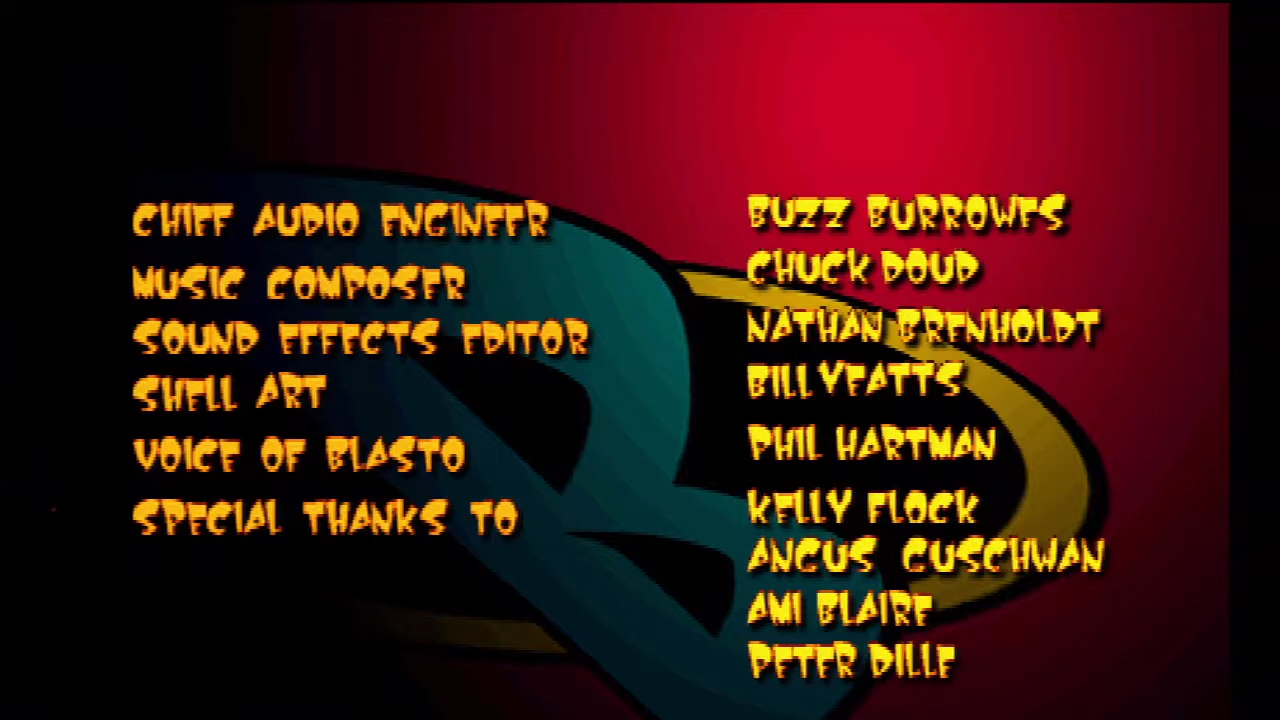 CHIEF AUDIO ENGINEER BUZZ BURROWES
MUSIC COMPOSER CHUCK DOUD
SOUND EFFECTS EDITOR NATHAN BRENHOLDT
SHELL ART BILL YEATTS
VOICE OF BLASTO PHIL HARTMAN
SPECIAL THANKS TO KELLY FLOCK
ANGUS GUSCHWAN
AMI BLAIRE
PETER DILLE